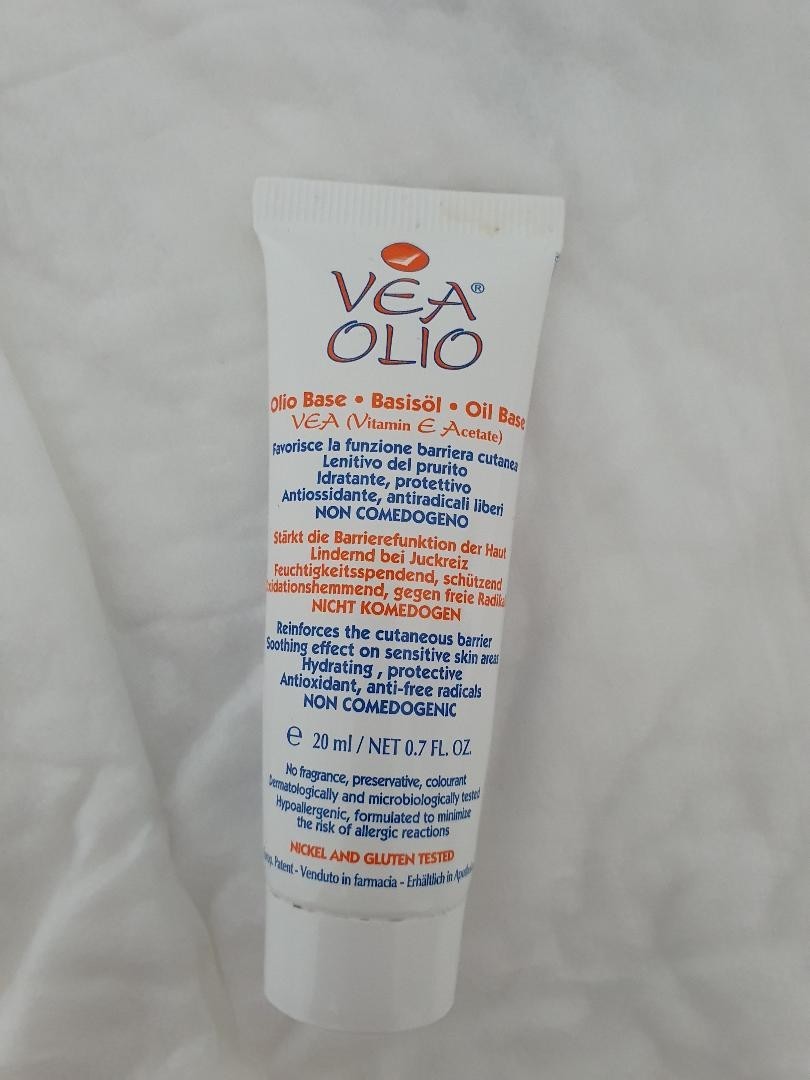 VEA®
OLIO
Olio Base • Basisöl • Oil Base
VEA (Vitamin E Acetate)
Favorisce la funzione barriera cutanea
Lenitivo del prurito
Idratante, protettivo
Antiossidante, antiradicali liberi
NON COMEDOGENO
Stärkt die Barrierefunktion der Haut
Lindernd bei Juckreiz
Feuchtigkeitsspendend, schützend
gegen freie
NICHT KOMEDOGEN
Reinforces the cutaneous barrier
Soothing effect on sensitive skin areas
Hydrating , protective
Antioxidant, anti-free radicals
NON COMEDOGENIC
e 20 ml / NET 0.7 FL. OZ.
No fragrance, preservative, colourant
Dermatologically and microbiologically tested
Hypoallergenic, formulated to minimize
the risk of allergic reactions
NICKEL AND GLUTEN TESTED
Patent - Venduto in farmacia - Erhältlich in